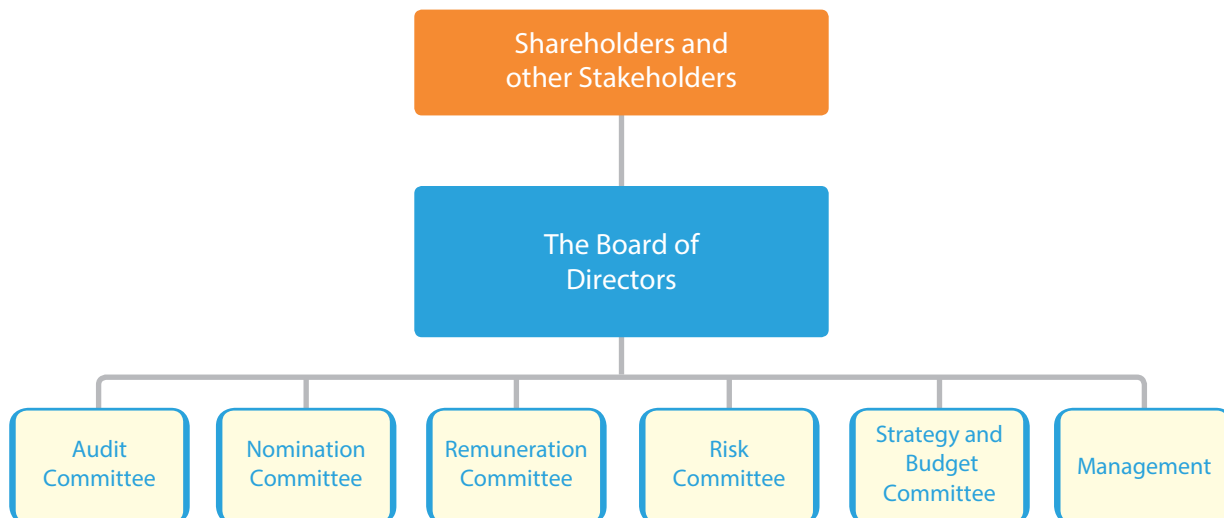 Shareholders and
other Stakeholders
The Board of
Directors
Audit
Committee
Nomination
Committee
Remuneration
Committee
Risk
Committee
Strategy and
Budget
Committee
Management